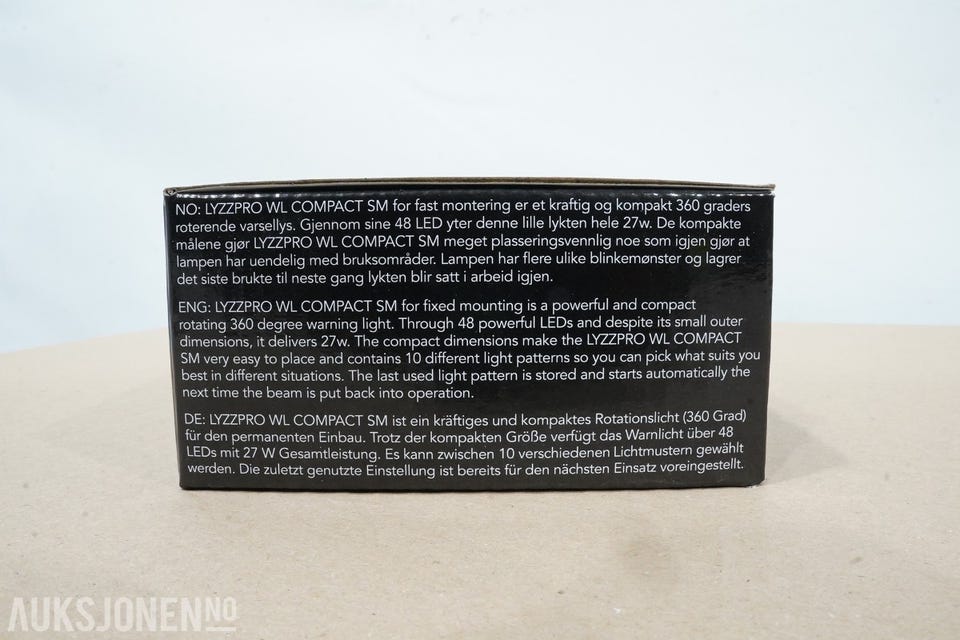 NO: LYZZPRO WL COMPACT SM for fast montering er et kraftig og kompakt 360 graders
roterende varsellys. Gjennom sine 48 LED yter denne lille lykten hele 27w. De kompakte
målene gjør LYZZPRO WL COMPACT SM meget plasseringsvennlig noe som igjen gjør at
lampen har uendelig med bruksområder. Lampen har flere ulike blinkemønster og lagrer
det siste brukte til neste gang lykten blir satt i arbeid igjen.
ENG: LYZZPRO WL COMPACT SM for fixed mounting is a powerful and compact
rotating 360 degree warning light. Through 48 powerful LEDs and despite its small outer
dimensions, it delivers 27w. The compact dimensions make the LYZZPRO WL COMPACT
SM very easy to place and contains 10 different light patterns so you can pick what suits you
best in different situations. The last used light pattern is stored and starts automatically the
next time the beam is put back into operation.
DE: LYZZPRO WL COMPACT SM ist ein kräftiges und kompaktes Rotationslicht (360 Grad)
für den permanenten Einbau. Trotz der kompakten Größe verfügt das Warnlicht über 48
LEDs mit 27 W Gesamtleistung. Es kann zwischen 10 verschiedenen Lichtmustern gewählt
werden. Die zuletzt genutzte Einstellung ist bereits für den nächsten Einsatz voreingestellt.
AUKSJONEN NO